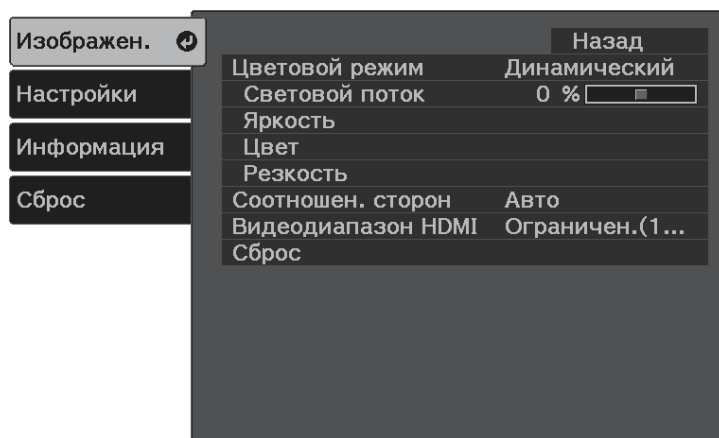 Изображен.
Настройки
Информация
Сброс
Назад
Цветовой режим Динамический
Световой поток 0 %
Яркость
Цвет
Резкость
Соотношен. сторон Авто
Видеодиапазон HDMI Ограничен.(1...
Сброс